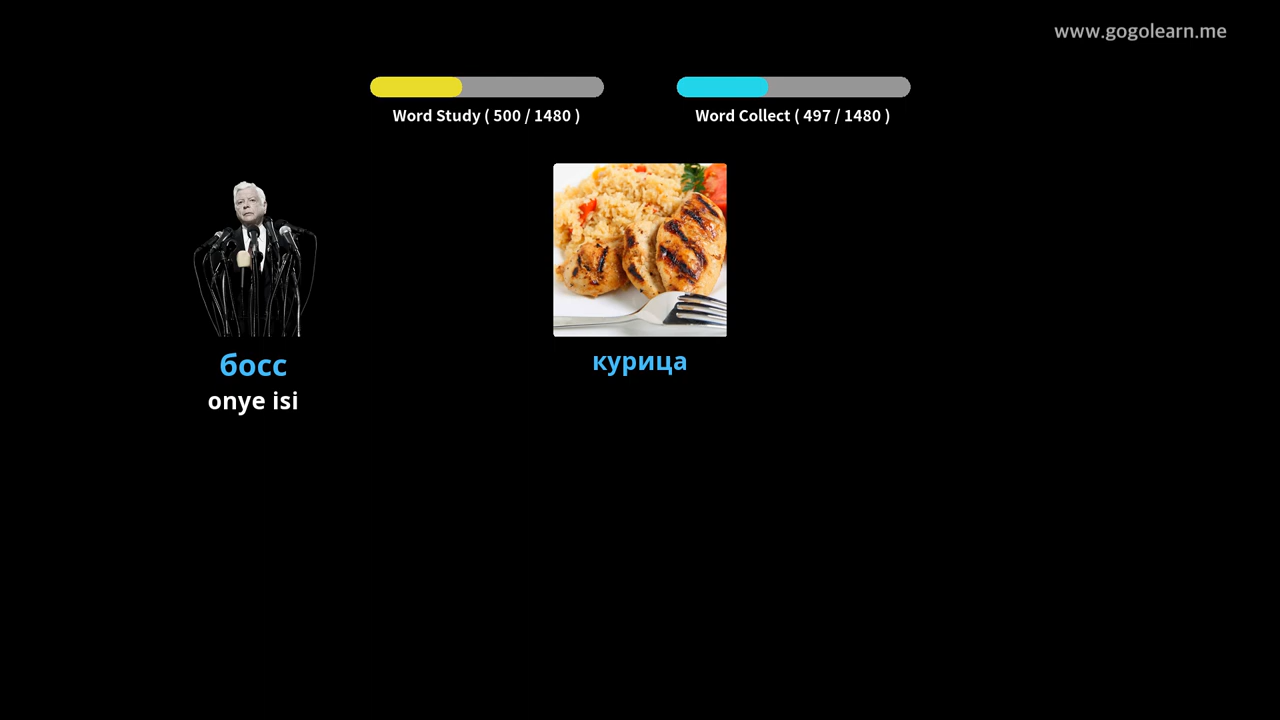 www.gogolearn.me
Word Study ( 500 / 1480 )
Word Collect ( 497 / 1480 )
босс
onye isi
курица